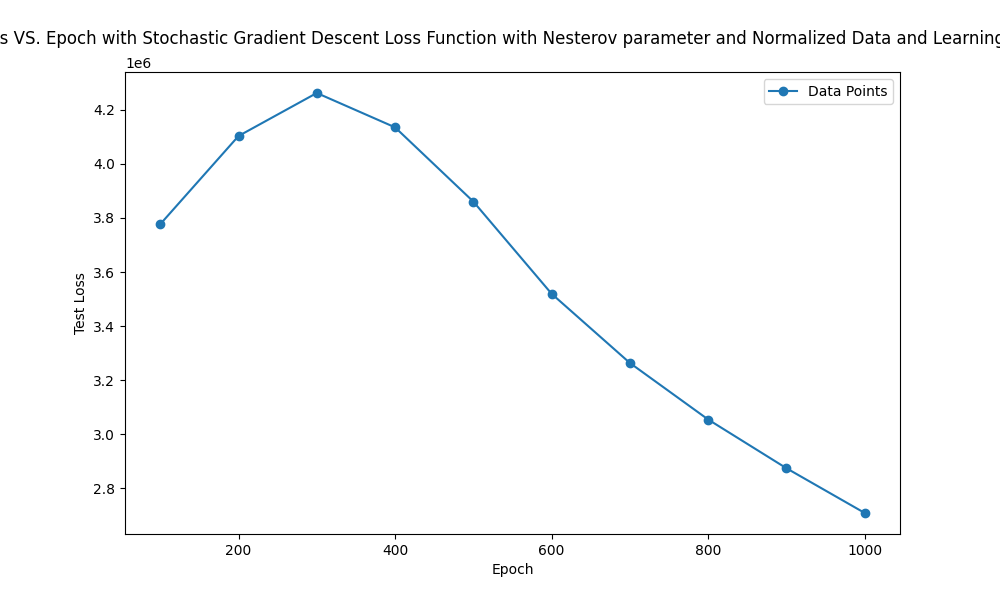 s VS. Epoch with Stochastic Gradient Descent Loss Function with Nesterov parameter and Normalized Data and Learning
1e6
Data Points
4.2
4.0
3.8
3.6
3.4
3.2
3.0
2.8
Test Loss
200 400 600 800 1000
Epoch